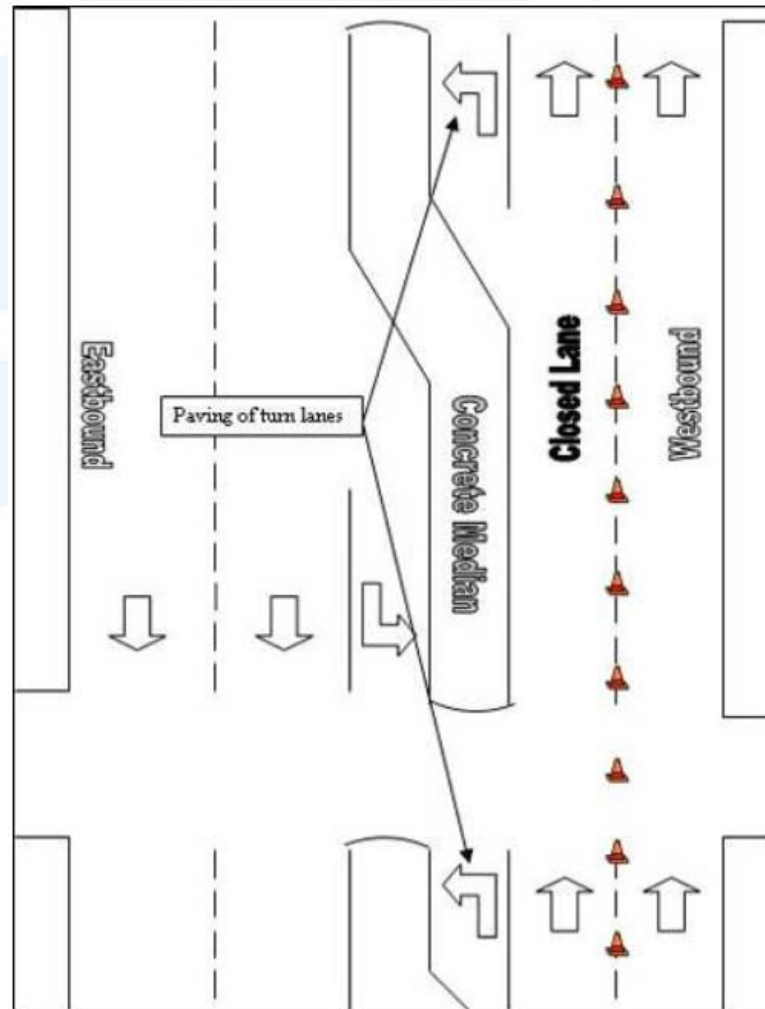 Eastbound
Paving of turn lanes
Concrete Median
Closed Lane
Westbound